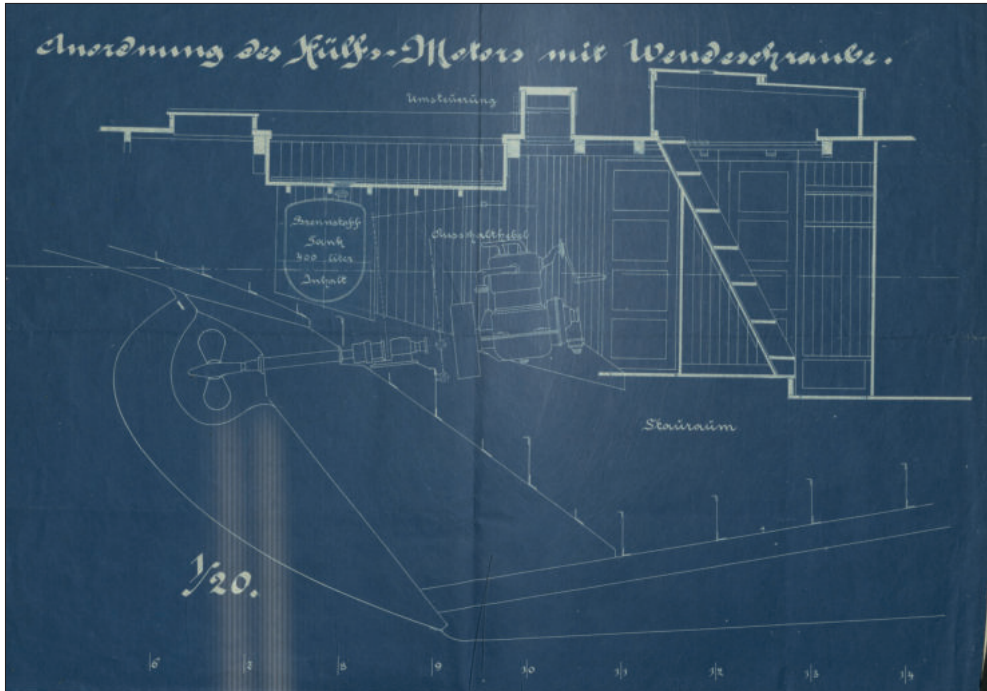 Anordnung des Hülfs-Motors mit Wendeschraube.
Umsteuerung
Brennstoff
Tank
400 Liter
Inhalt
Ausschalthebel
Stauraum
1/20.
6 7 8 9 10 11 12 13 14